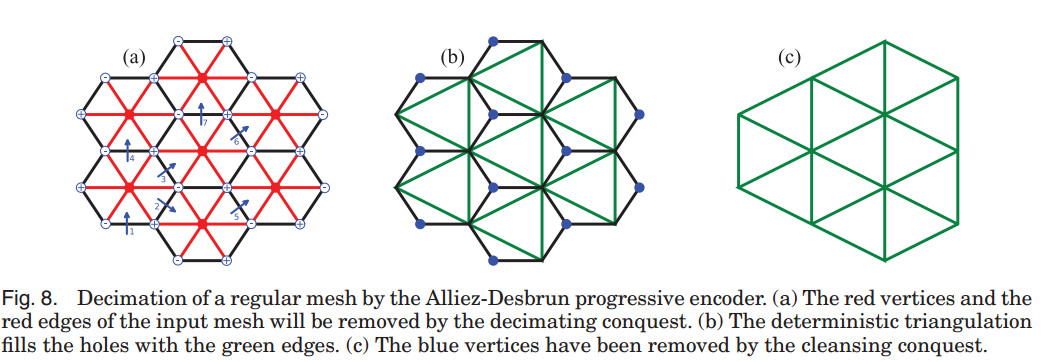 (a)
(b)
(c)
7
6
4
3
2
5
1
Fig. 8. Decimation of a regular mesh by the Alliez-Desbrun progressive encoder. (a) The red vertices and the
red edges of the input mesh will be removed by the decimating conquest. (b) The deterministic triangulation
fills the holes with the green edges. (c) The blue vertices have been removed by the cleansing conquest.